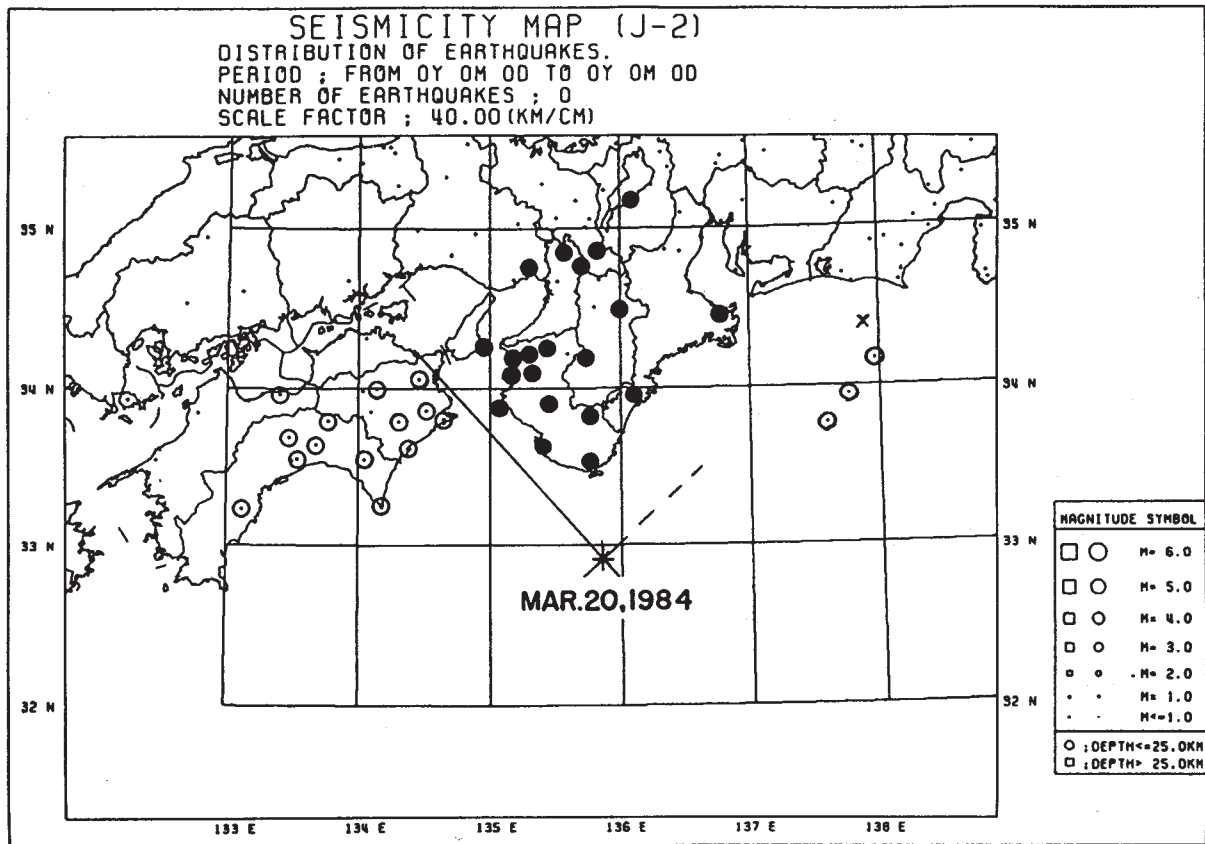 SEISMICITY MAP (J-2)
DISTRIBUTION OF EARTHQUAKES.
PERIOD ; FROM 0Y 0M 0D TO 0Y 0M 0D
NUMBER OF EARTHQUAKES ; 0
SCALE FACTOR ; 40.00(KM/CM)
35 N
35 N
34 N
34 N
33 N
33 N
MAR.20,1984
32 N
32 N
133 E
134 E
135 E
136 E
137 E
138 E
MAGNITUDE SYMBOL
M= 6.0
M= 5.0
M= 4.0
M= 3.0
M= 2.0
M= 1.0
M<=1.0
;DEPTH<=25.0KM
;DEPTH> 25.0KM